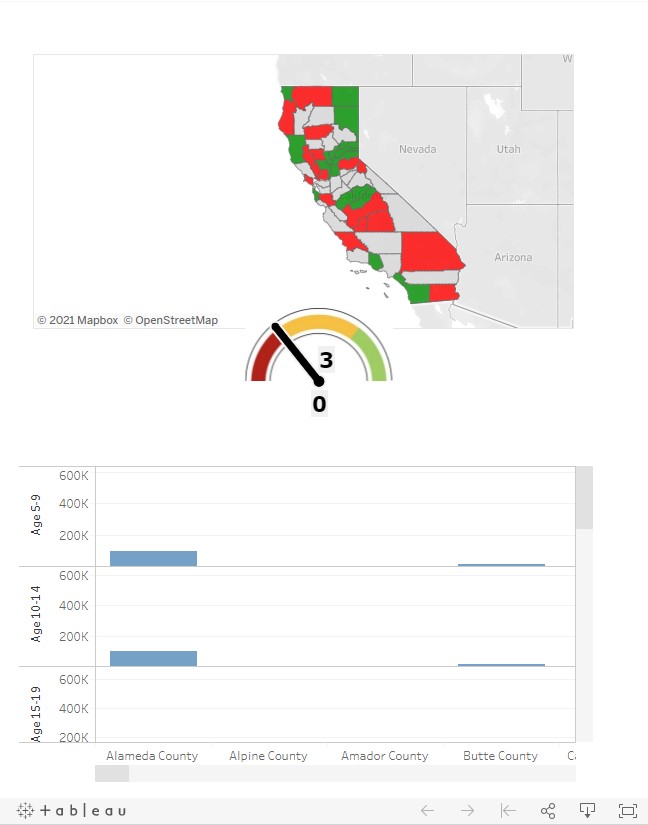 W
Nevada
Utah
Arizona
© 2021 Mapbox © OpenStreetMap
3
0
Age 5-9
600K
400K
200K
Age 10-14
600K
400K
200K
Age 15-19
600K
400K
200K
Alameda County Alpine County Amador County Butte County Ca
+ableau